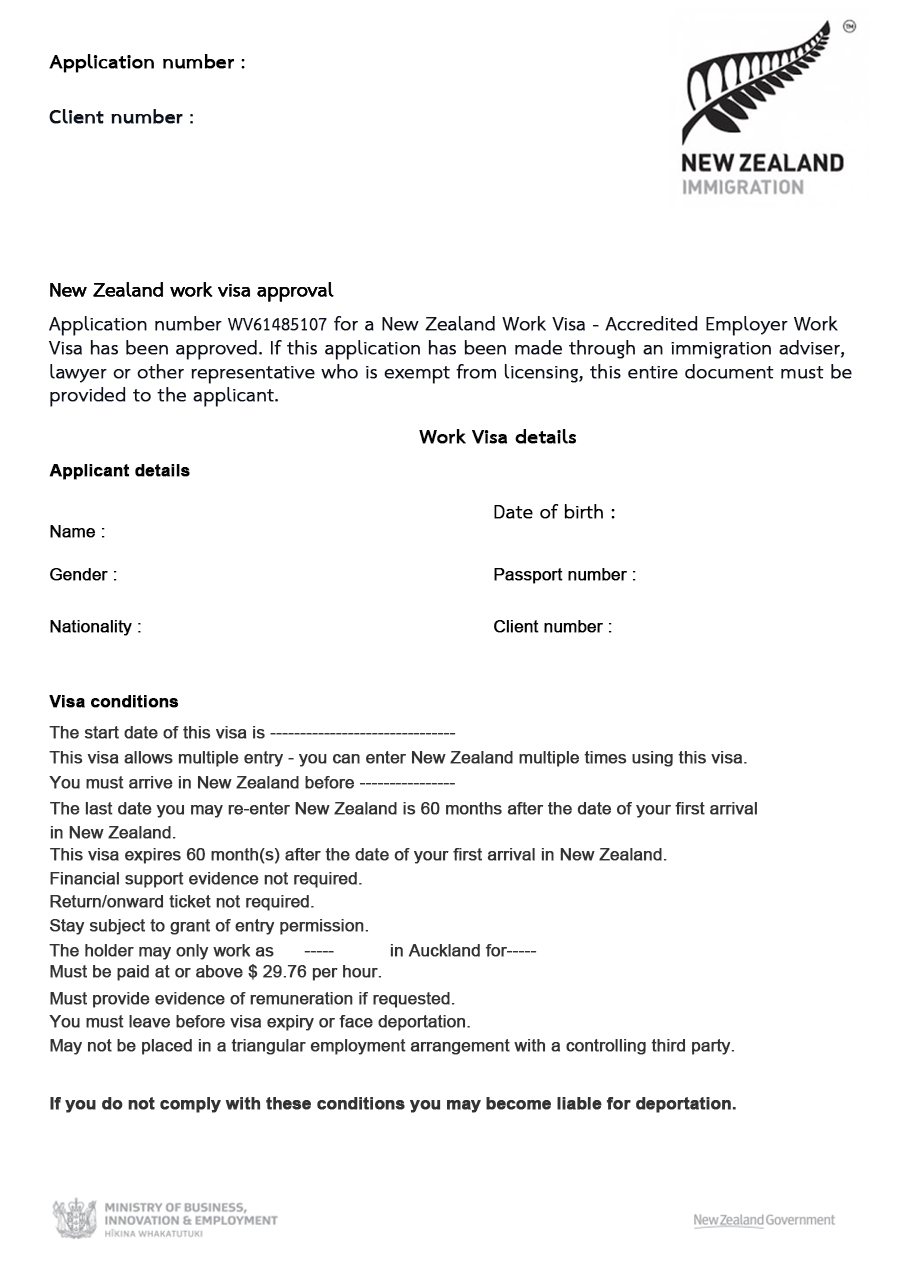 Application number :
TM
Client number :
NEW ZEALAND
IMMIGRATION
New Zealand work visa approval
Application number WV61485107 for a New Zealand Work Visa - Accredited Employer Work
Visa has been approved. If this application has been made through an immigration adviser,
lawyer or other representative who is exempt from licensing, this entire document must be
provided to the applicant.
Work Visa details
Applicant details
Date of birth :
Name :
Gender :
Passport number :
Nationality :
Client number :
Visa conditions
The start date of this visa is -------------------------------
This visa allows multiple entry - you can enter New Zealand multiple times using this visa.
You must arrive in New Zealand before ----------------
The last date you may re-enter New Zealand is 60 months after the date of your first arrival
in New Zealand.
This visa expires 60 month(s) after the date of your first arrival in New Zealand.
Financial support evidence not required.
Return/onward ticket not required.
Stay subject to grant of entry permission.
The holder may only work as ----- in Auckland for-----
Must be paid at or above $ 29.76 per hour.
Must provide evidence of remuneration if requested.
You must leave before visa expiry or face deportation.
May not be placed in a triangular employment arrangement with a controlling third party.
If you do not comply with these conditions you may become liable for deportation.
MINISTRY OF BUSINESS,
INNOVATION & EMPLOYMENT
HĪKINA WHAKATUTUKI
New Zealand Government